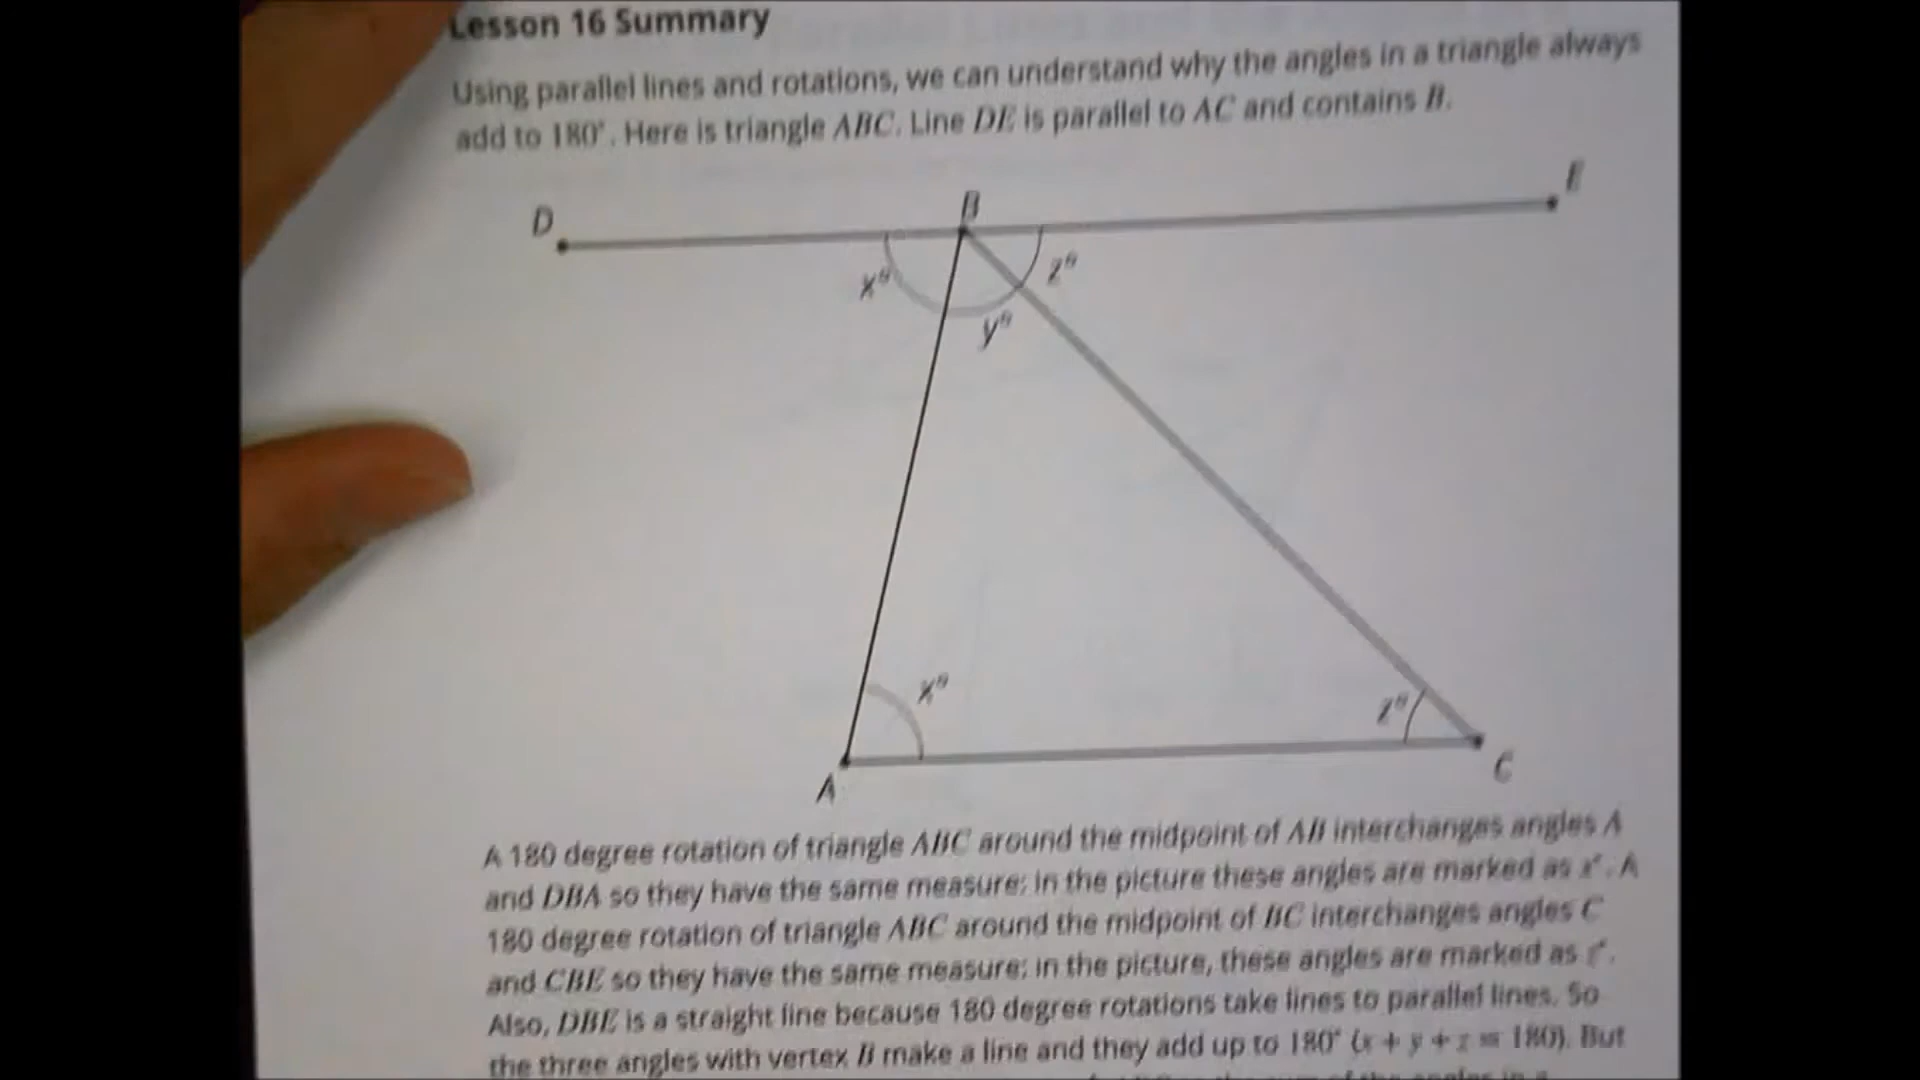 Lesson 16 Summary
Using parallel lines and rotations, we can understand why the angles in a triangle always
add to 180°. Here is triangle ABC. Line DE is parallel to AC and contains B.
D
B
E
x°
z°
y°
x°
z°
A
C
A 180 degree rotation of triangle ABC around the midpoint of AB interchanges angles A
and DBA so they have the same measure; in the picture these angles are marked as x°. A
180 degree rotation of triangle ABC around the midpoint of BC interchanges angles C
and CBE so they have the same measure; in the picture, these angles are marked as z°.
Also, DBE is a straight line because 180 degree rotations take lines to parallel lines. So
the three angles with vertex B make a line and they add up to 180° (x + y + z = 180). But
the sum of the angles in a